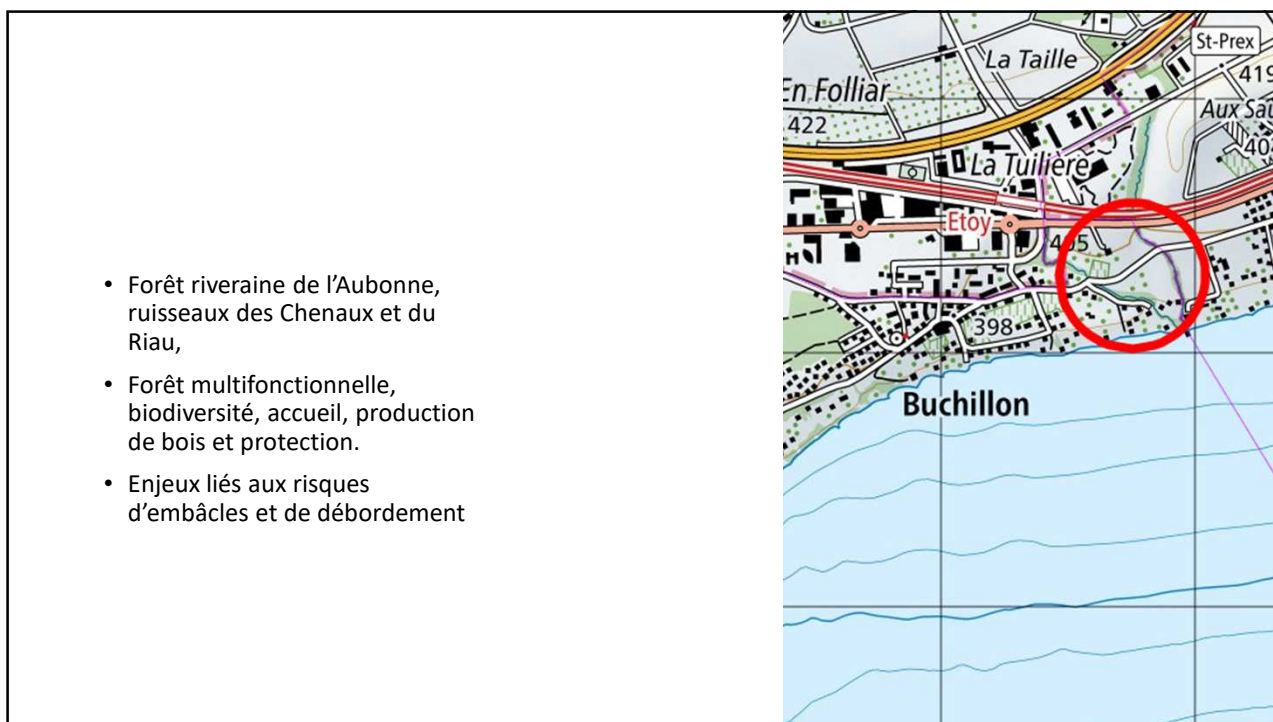 • Forêt riveraine de l’Aubonne,
ruisseaux des Chenaux et du
Riau,
• Forêt multifonctionnelle,
biodiversité, accueil, production
de bois et protection.
• Enjeux liés aux risques
d’embâcles et de débordement
St-Prex
La Taille
419
En Folliar
422
Aux Sau
La Tuilière
Etoy
398
Buchillon